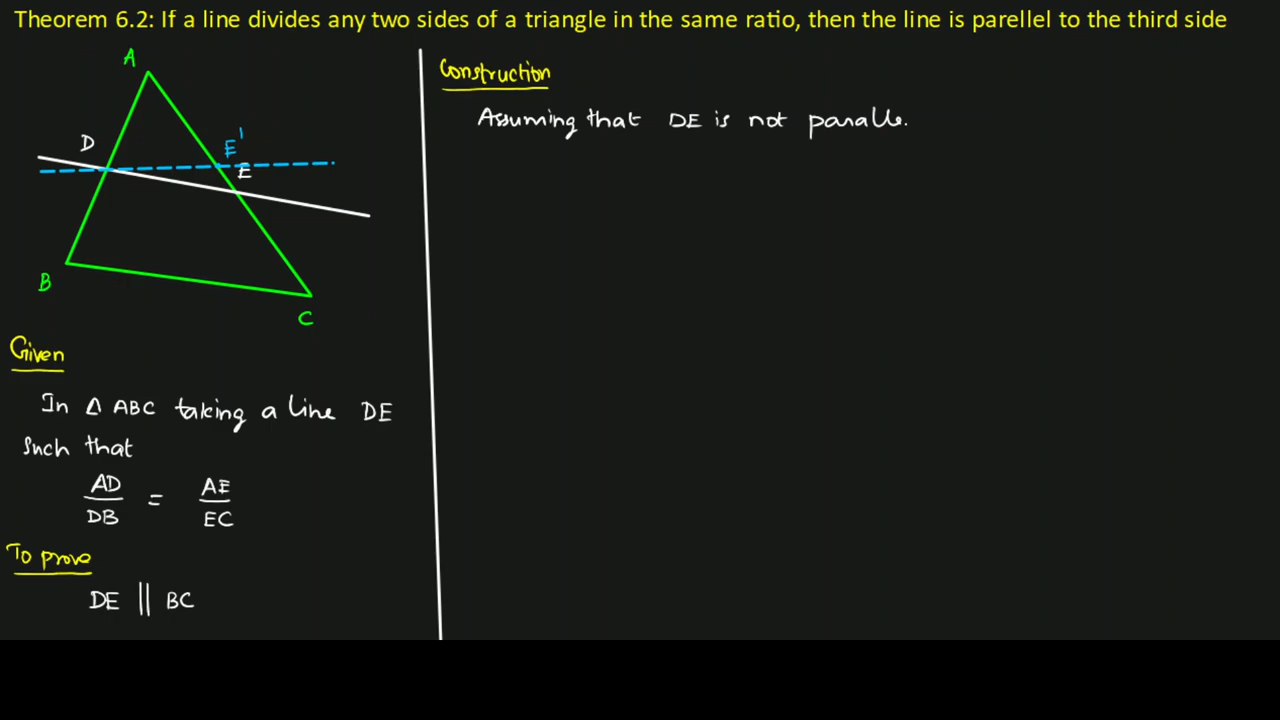 Theorem 6.2: If a line divides any two sides of a triangle in the same ratio, then the line is parellel to the third side
A
D
E'
E
B
C
Given
In Δ ABC taking a line DE
Such that
AD/DB = AE/EC
To prove
DE || BC
Construction
Assuming that DE is not paralle.